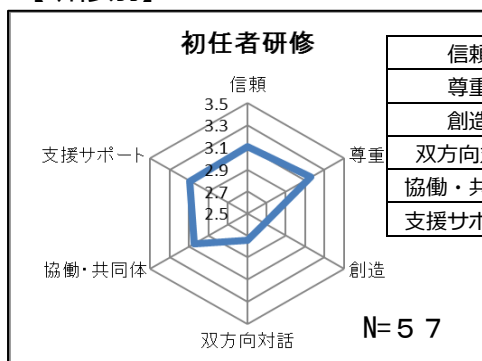 初任者研修
信頼
3.5
3.3
3.1
2.9
2.7
2.5
尊重
創造
双方向対話
協働・共同体
支援サポート
N=５７
信頼
尊重
創造
双方向
協働・共
支援サポ